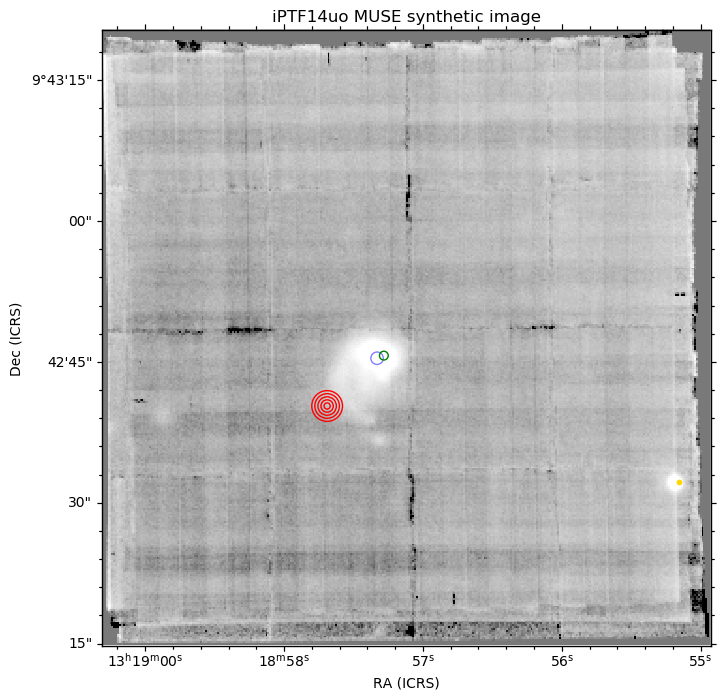 iPTF14uo MUSE synthetic image
9°43'15"
00"
42'45"
30"
15"
Dec (ICRS)
13ʰ19ᵐ00ˢ
18ᵐ58ˢ
57ˢ
56ˢ
55ˢ
RA (ICRS)